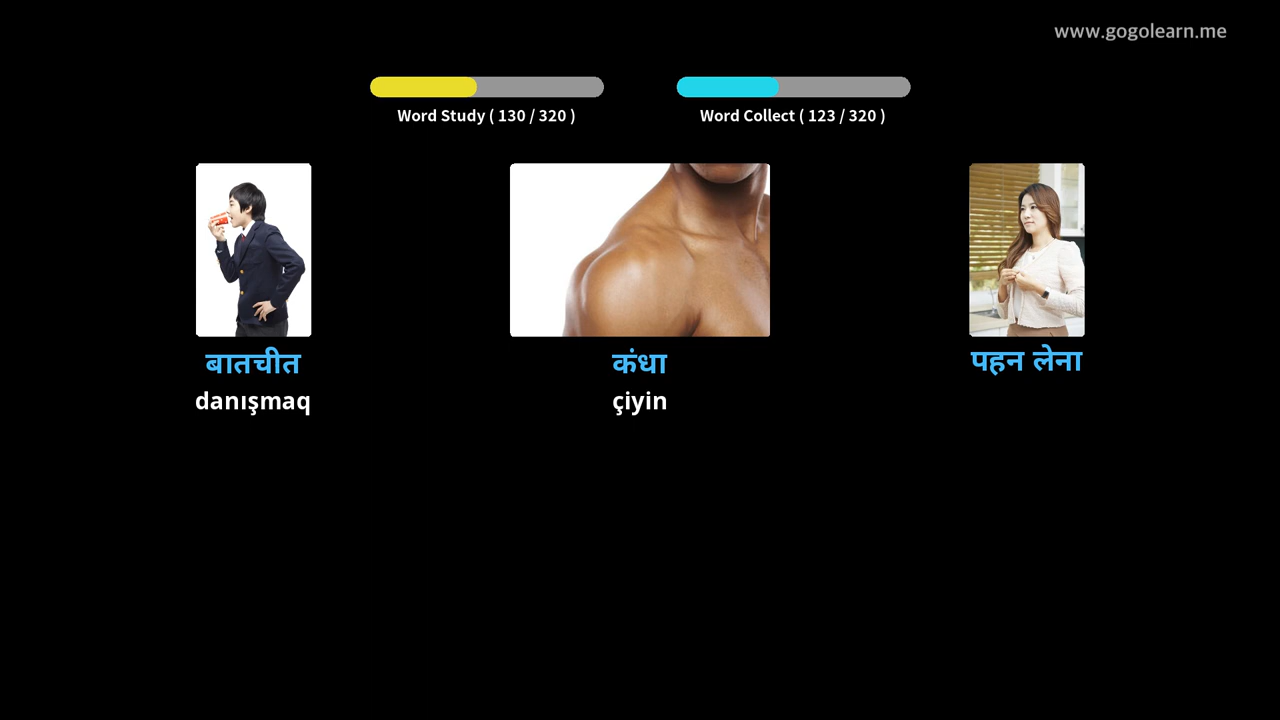 www.gogolearn.me
Word Study ( 130 / 320 )
Word Collect ( 123 / 320 )
बातचीत
कंधा
पहन लेना
danışmaq
çiyin